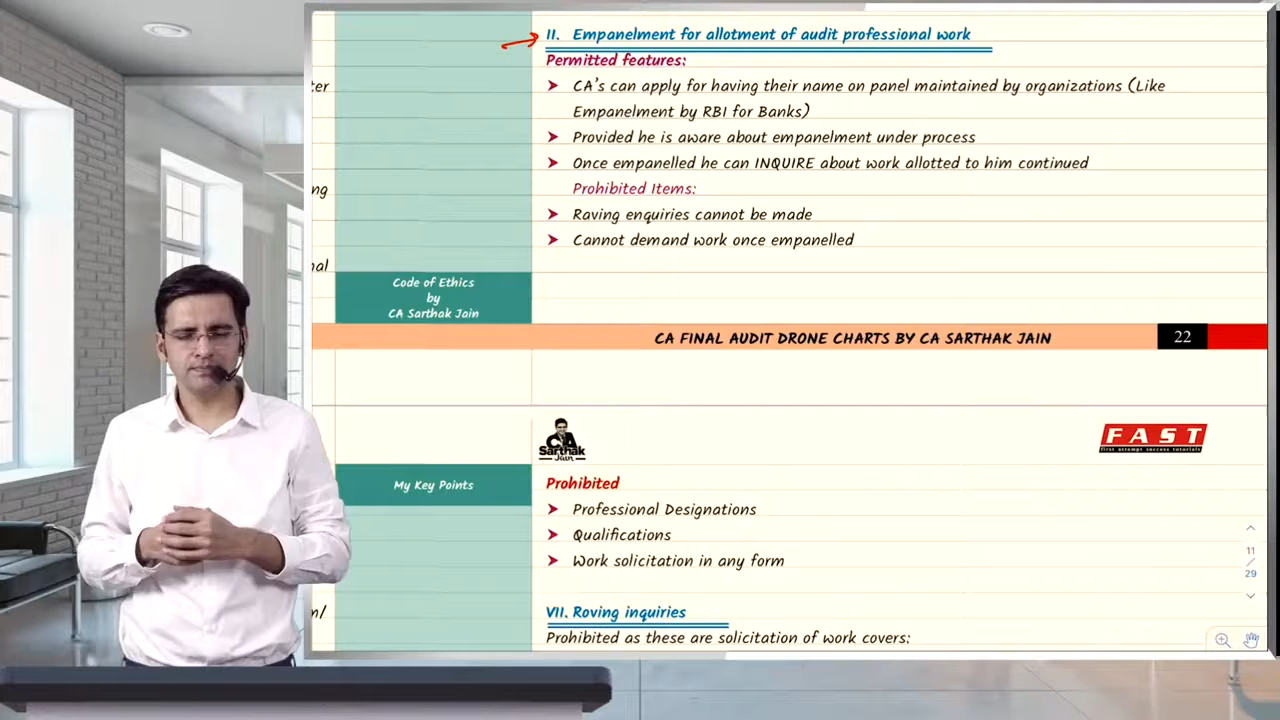 II. Empanelment for allotment of audit professional work
Permitted features:
➤ CA's can apply for having their name on panel maintained by organizations (Like
Empanelment by RBI for Banks)
➤ Provided he is aware about empanelment under process
➤ Once empanelled he can INQUIRE about work allotted to him continued
Prohibited Items:
➤ Raving enquiries cannot be made
➤ Cannot demand work once empanelled
ter
ng
nal
Code of Ethics
by
CA Sarthak Jain
CA FINAL AUDIT DRONE CHARTS BY CA SARTHAK JAIN
22
CA
Sarthak
Jain
FAST
first attempt success tutorials
My Key Points
Prohibited
➤ Professional Designations
➤ Qualifications
➤ Work solicitation in any form
n/
VII. Roving inquiries
Prohibited as these are solicitation of work covers:
11
/
29